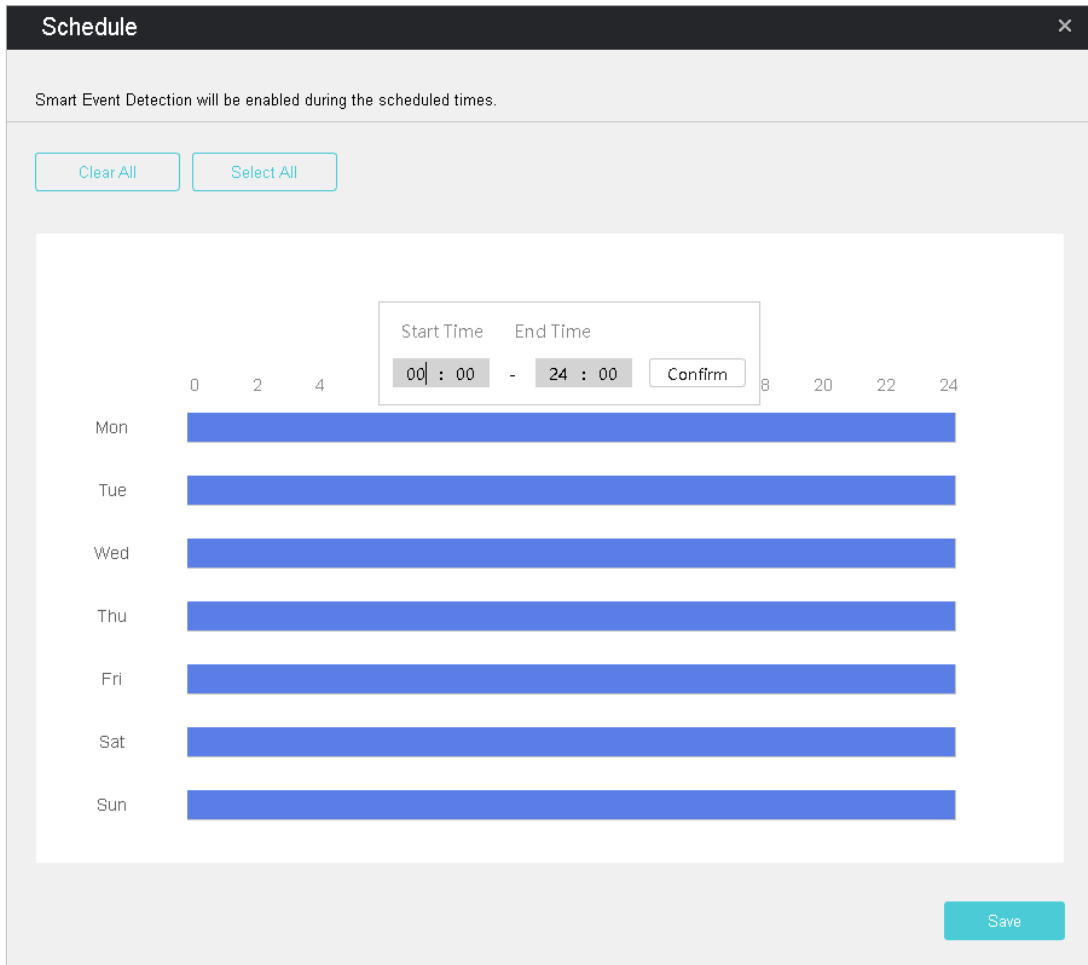 Schedule
Smart Event Detection will be enabled during the scheduled times.
Clear All Select All
Start Time End Time
00 : 00 - 24 : 00 Confirm
0 2 4 8 20 22 24
Mon
Tue
Wed
Thu
Fri
Sat
Sun
Save